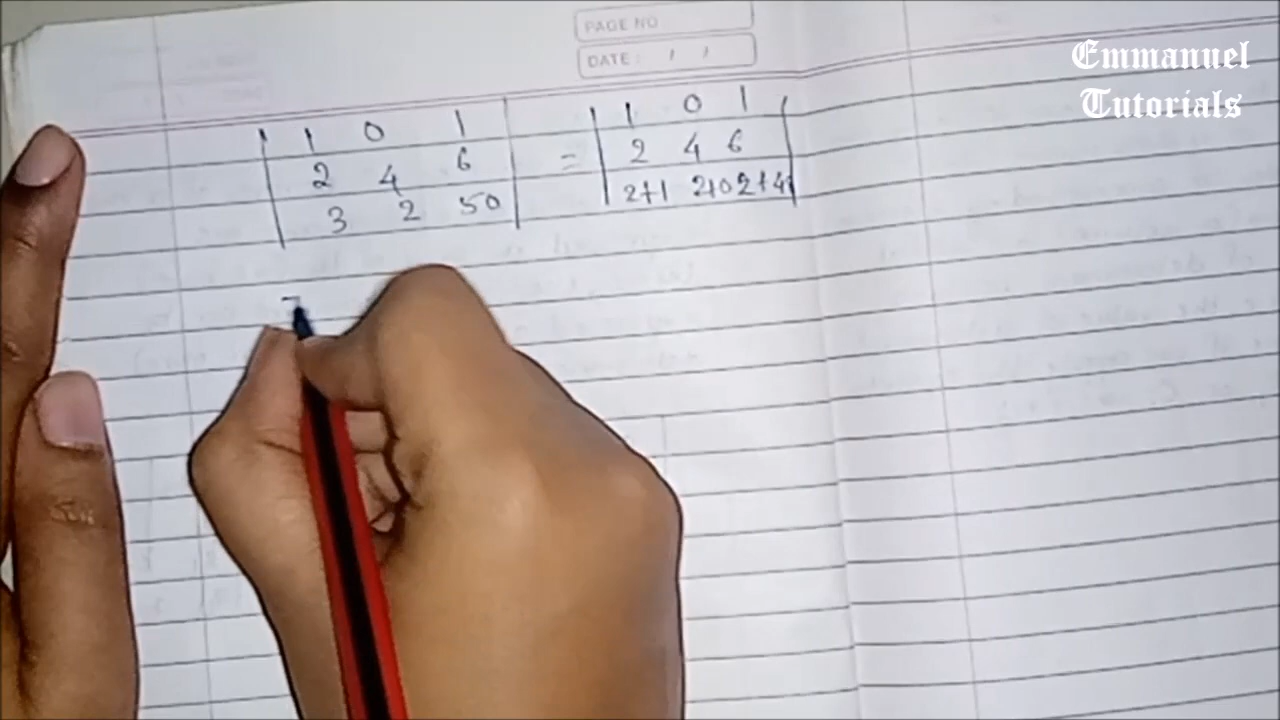 PAGE NO
DATE : / /
Emmanuel
Tutorials
| 1 0 1 | = | 1 0 1 |
| 2 4 6 | | 2 4 6 |
| 3 2 50 | | 2+1 2+0 2+4